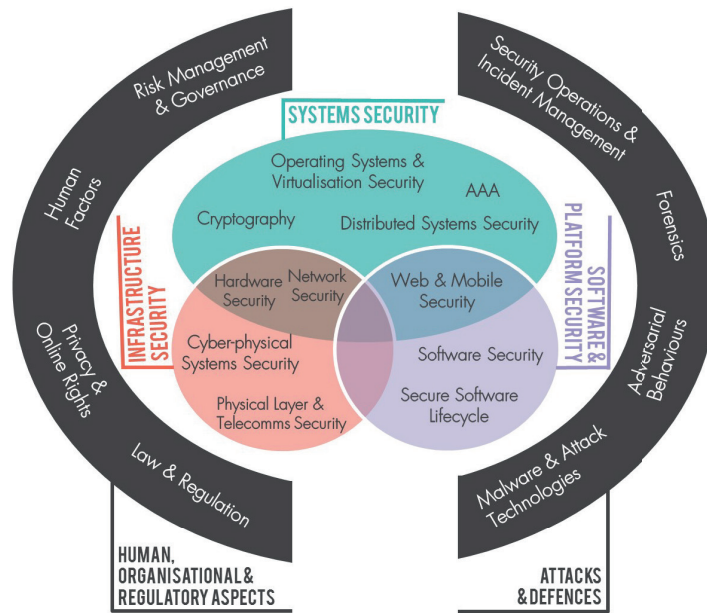 Risk Management
& Governance
Human
Factors
Privacy &
Online Rights
Law & Regulation
HUMAN,
ORGANISATIONAL &
REGULATORY ASPECTS
SYSTEMS SECURITY
Operating Systems &
Virtualisation Security
AAA
Cryptography
Distributed Systems Security
INFRASTRUCTURE
SECURITY
Hardware
Security
Network
Security
Web & Mobile
Security
Cyber-physical
Systems Security
Physical Layer &
Telecomms Security
Software Security
Secure Software
Lifecycle
SOFTWARE &
PLATFORM SECURITY
Security Operations &
Incident Management
Forensics
Adversarial
Behaviours
Malware & Attack
Technologies
ATTACKS
& DEFENCES